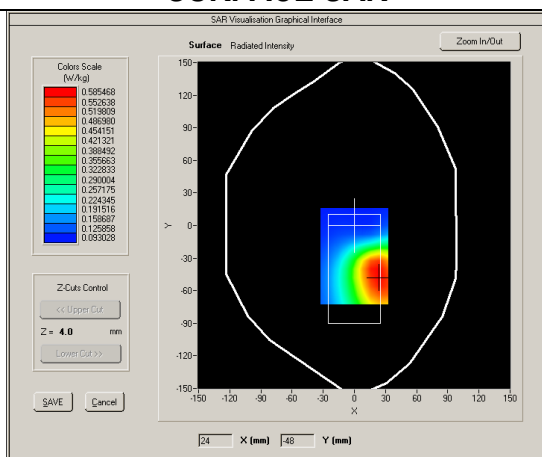 SURFACE SAR
SAR Visualisation Graphical Interface
Surface Radiated Intensity
Zoom In/Out
Colors Scale
(W/kg)
0.585468
0.552638
0.519809
0.486980
0.454151
0.421321
0.388492
0.355663
0.322833
0.290004
0.257175
0.224345
0.191516
0.158687
0.125858
0.093028
Z-Cuts Control
<< Upper Cut
Z = 4.0 mm
Lower Cut >>
SAVE Cancel
150
120
90
60
30
0
-30
-60
-90
-120
-150
Y
-150 -120 -90 -60 -30 0 30 60 90 120 150
X
24 X (mm) -48 Y (mm)